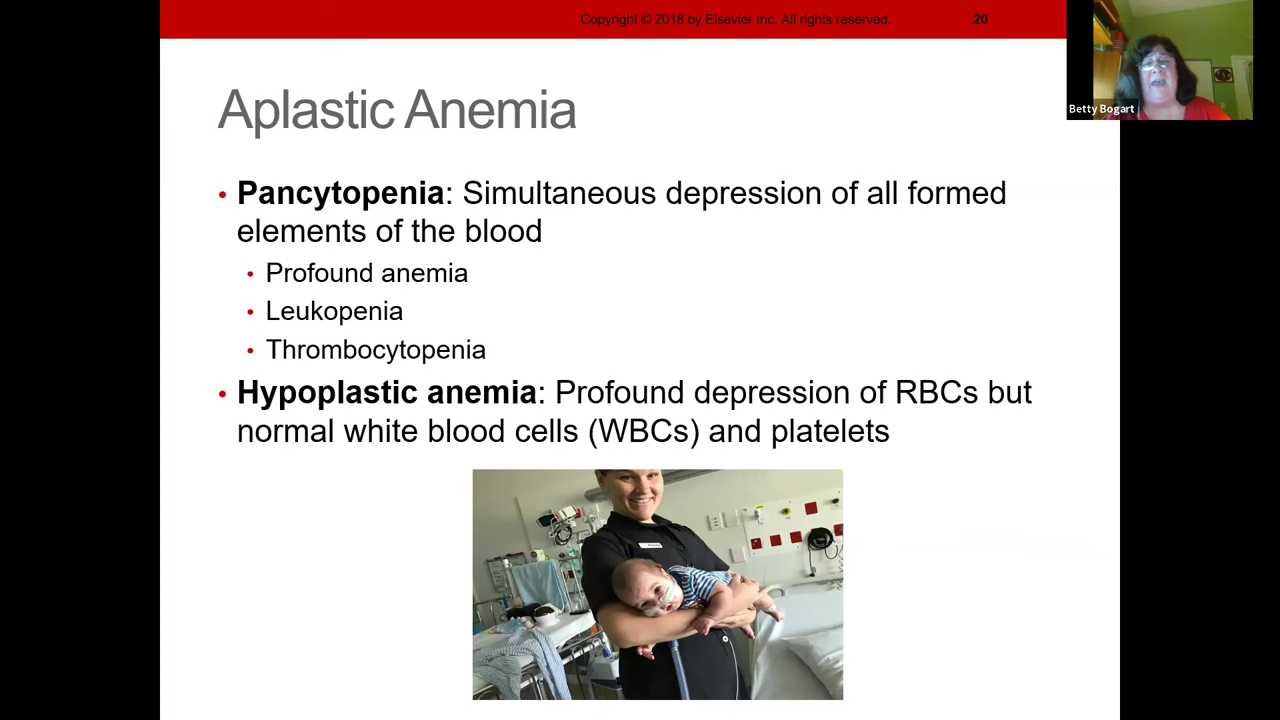 Copyright © 2018 by Elsevier Inc. All rights reserved.
20
Betty Bogart
Aplastic Anemia
• Pancytopenia: Simultaneous depression of all formed
elements of the blood
• Profound anemia
• Leukopenia
• Thrombocytopenia
• Hypoplastic anemia: Profound depression of RBCs but
normal white blood cells (WBCs) and platelets